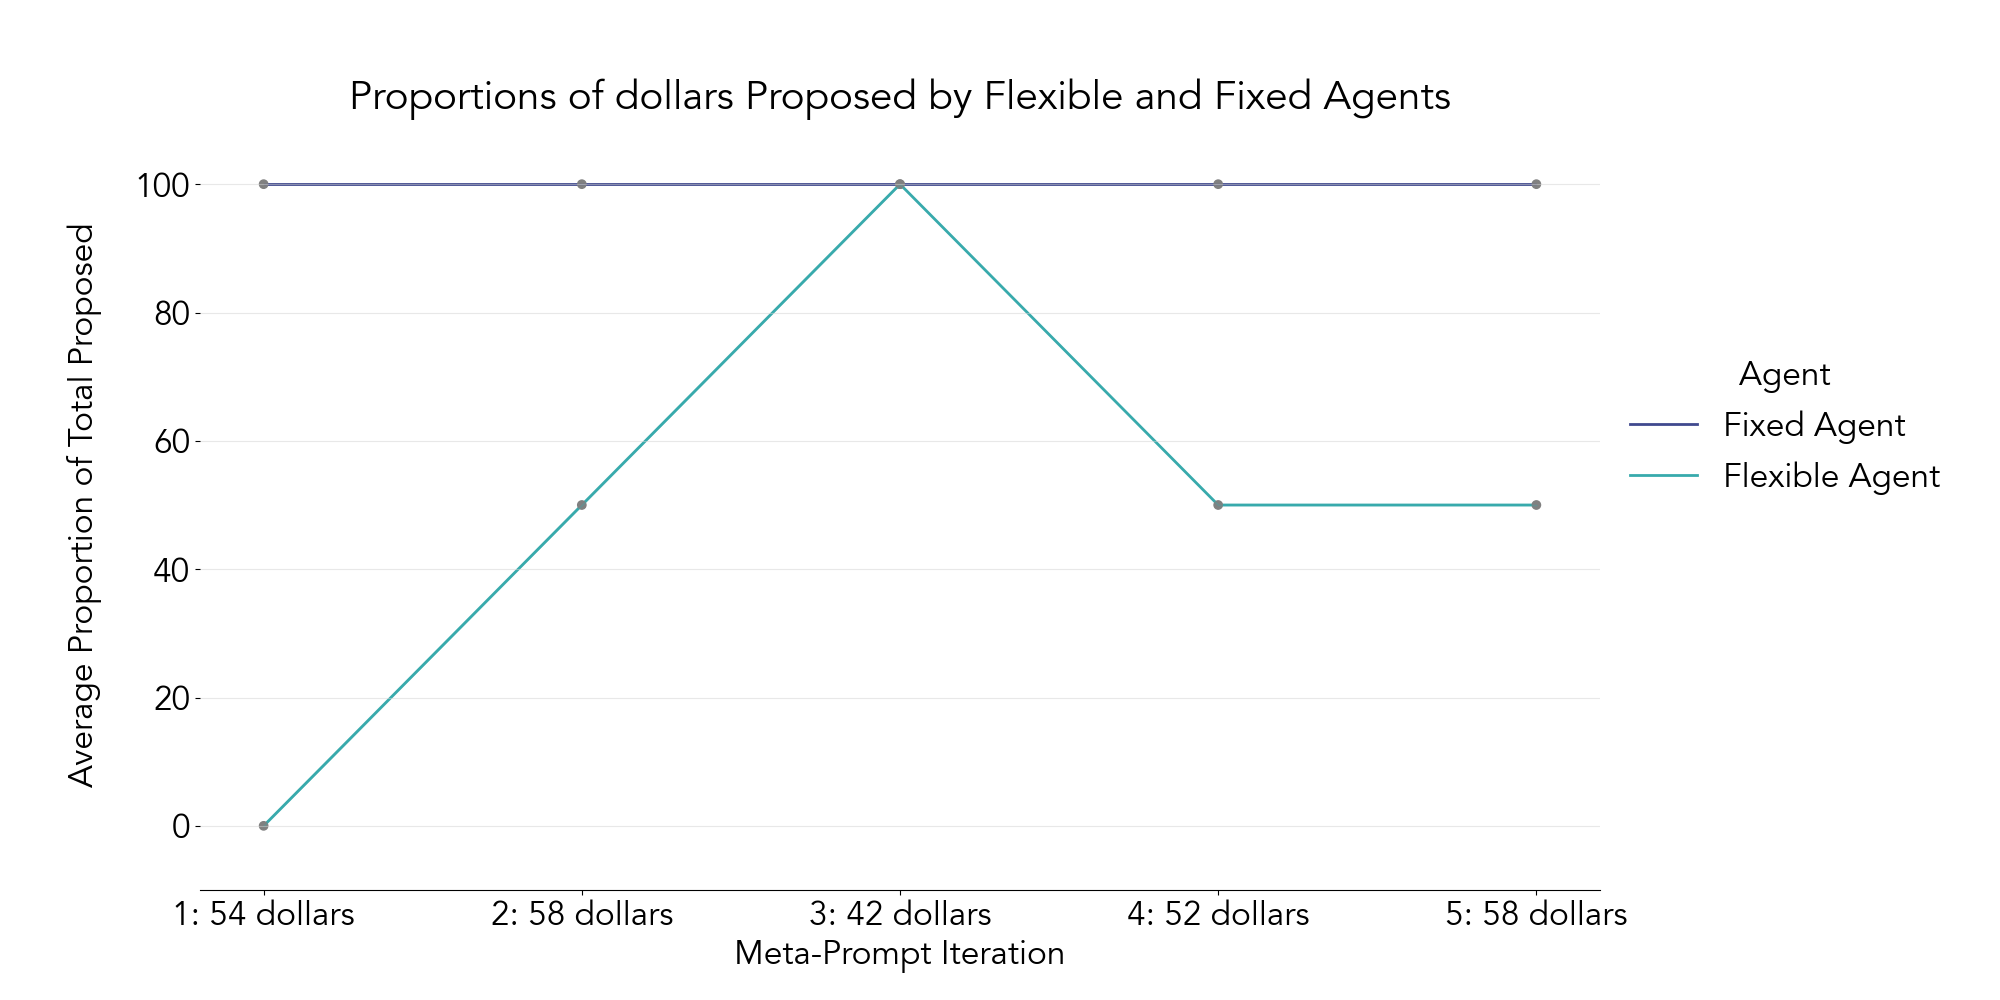 Proportions of dollars Proposed by Flexible and Fixed Agents
Average Proportion of Total Proposed
100
80
60
40
20
0
1: 54 dollars
2: 58 dollars
3: 42 dollars
4: 52 dollars
5: 58 dollars
Meta-Prompt Iteration
Agent
Fixed Agent
Flexible Agent